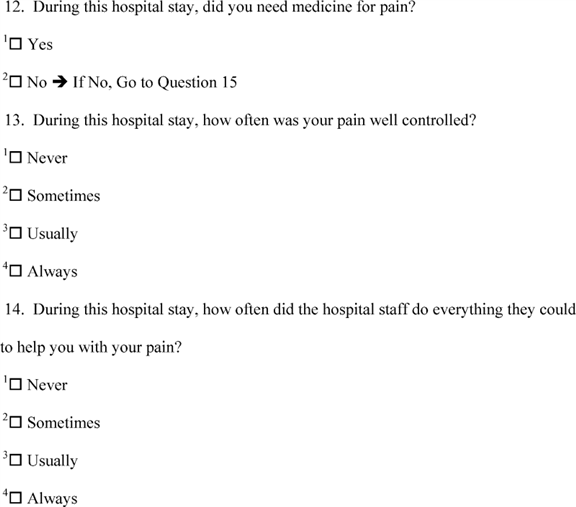 12. During this hospital stay, did you need medicine for pain?
1☐ Yes
2☐ No ➔ If No, Go to Question 15
13. During this hospital stay, how often was your pain well controlled?
1☐ Never
2☐ Sometimes
3☐ Usually
4☐ Always
14. During this hospital stay, how often did the hospital staff do everything they could
to help you with your pain?
1☐ Never
2☐ Sometimes
3☐ Usually
4☐ Always